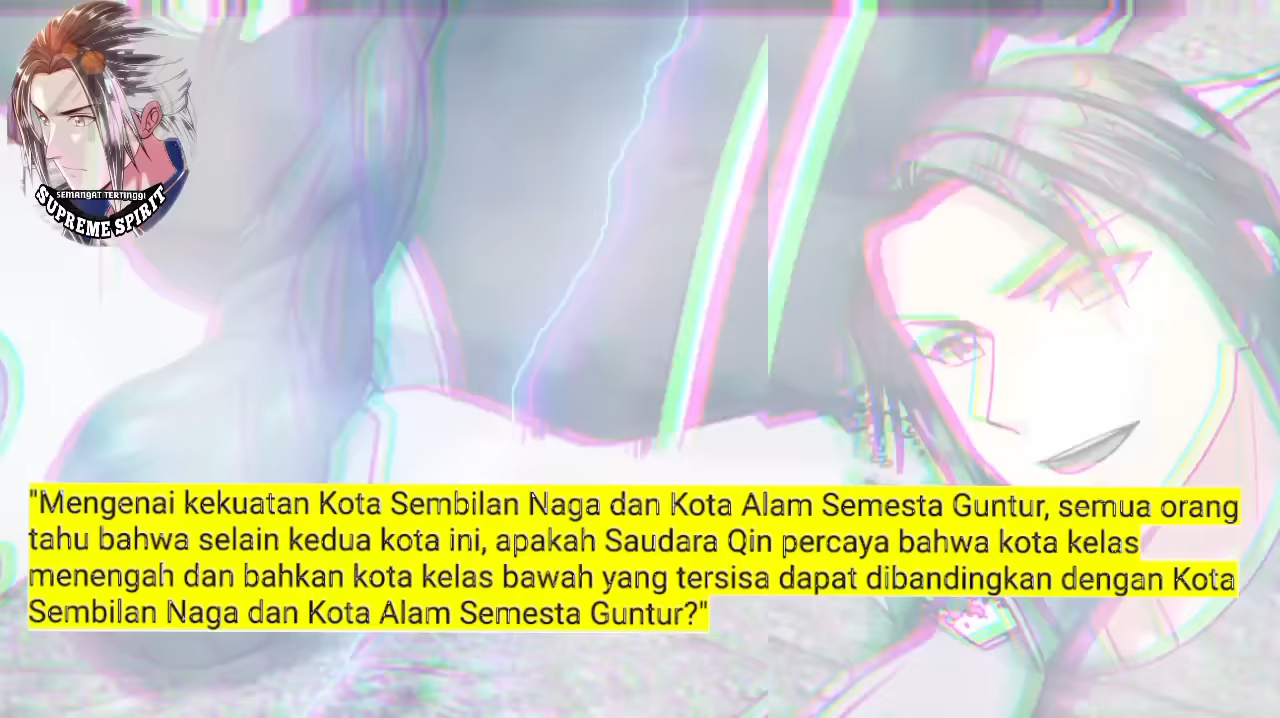 SEMANGAT TERTINGGI
SUPREME SPIRIT
"Mengenai kekuatan Kota Sembilan Naga dan Kota Alam Semesta Guntur, semua orang
tahu bahwa selain kedua kota ini, apakah Saudara Qin percaya bahwa kota kelas
menengah dan bahkan kota kelas bawah yang tersisa dapat dibandingkan dengan Kota
Sembilan Naga dan Kota Alam Semesta Guntur?"